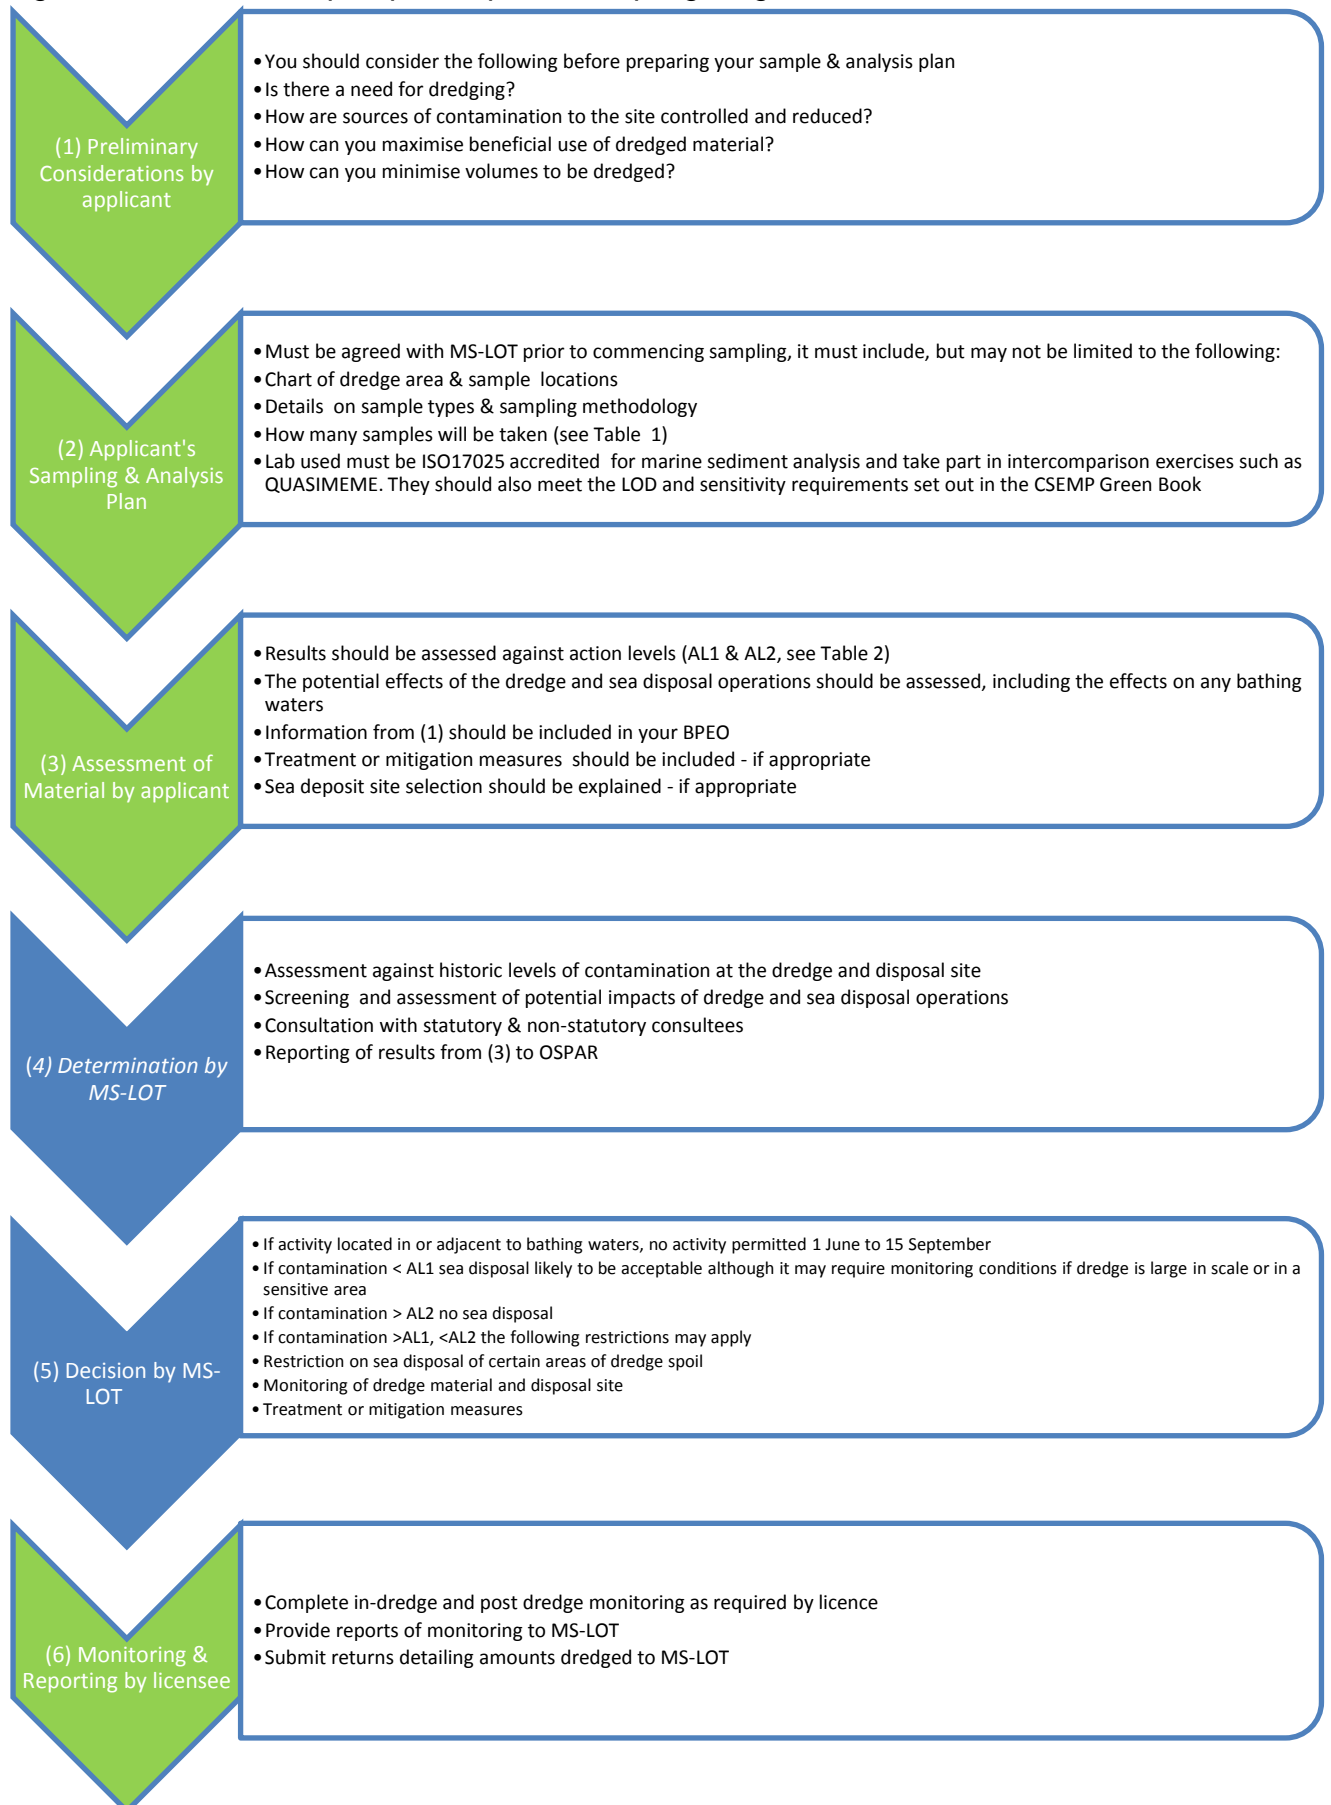 (1) Preliminary
Considerations by
applicant
•You should consider the following before preparing your sample & analysis plan
•Is there a need for dredging?
•How are sources of contamination to the site controlled and reduced?
•How can you maximise beneficial use of dredged material?
•How can you minimise volumes to be dredged?
(2) Applicant's
Sampling & Analysis
Plan
•Must be agreed with MS-LOT prior to commencing sampling, it must include, but may not be limited to the following:
•Chart of dredge area & sample locations
•Details on sample types & sampling methodology
•How many samples will be taken (see Table 1)
•Lab used must be ISO17025 accredited for marine sediment analysis and take part in intercomparison exercises such as
QUASIMEME. They should also meet the LOD and sensitivity requirements set out in the CSEMP Green Book
(3) Assessment of
Material by applicant
•Results should be assessed against action levels (AL1 & AL2, see Table 2)
•The potential effects of the dredge and sea disposal operations should be assessed, including the effects on any bathing
waters
•Information from (1) should be included in your BPEO
•Treatment or mitigation measures should be included - if appropriate
•Sea deposit site selection should be explained - if appropriate
(4) Determination by
MS-LOT
•Assessment against historic levels of contamination at the dredge and disposal site
•Screening and assessment of potential impacts of dredge and sea disposal operations
•Consultation with statutory & non-statutory consultees
•Reporting of results from (3) to OSPAR
(5) Decision by MS-
LOT
• If activity located in or adjacent to bathing waters, no activity permitted 1 June to 15 September
• If contamination < AL1 sea disposal likely to be acceptable although it may require monitoring conditions if dredge is large in scale or in a
sensitive area
• If contamination > AL2 no sea disposal
• If contamination >AL1, <AL2 the following restrictions may apply
• Restriction on sea disposal of certain areas of dredge spoil
• Monitoring of dredge material and disposal site
• Treatment or mitigation measures
(6) Monitoring &
Reporting by licensee
•Complete in-dredge and post dredge monitoring as required by licence
•Provide reports of monitoring to MS-LOT
•Submit returns detailing amounts dredged to MS-LOT